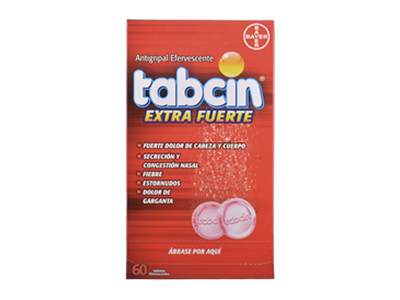 BAYER
Antigripal Efervescente
tabcin®
EXTRA FUERTE
• FUERTE DOLOR DE CABEZA Y CUERPO
• SECRECIÓN Y
CONGESTIÓN NASAL
• FIEBRE
• ESTORNUDOS
• DOLOR DE
GARGANTA
tabcin
ÁBRASE POR AQUÍ
60